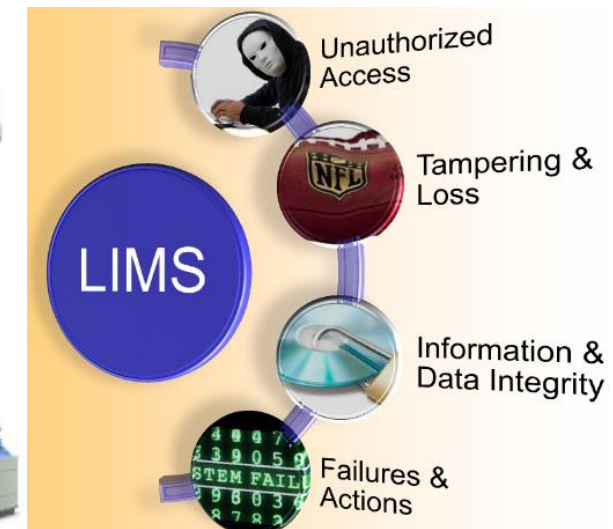 Unauthorized
Access
NFL
Tampering &
Loss
LIMS
Information &
Data Integrity
STEM FAIL
Failures &
Actions